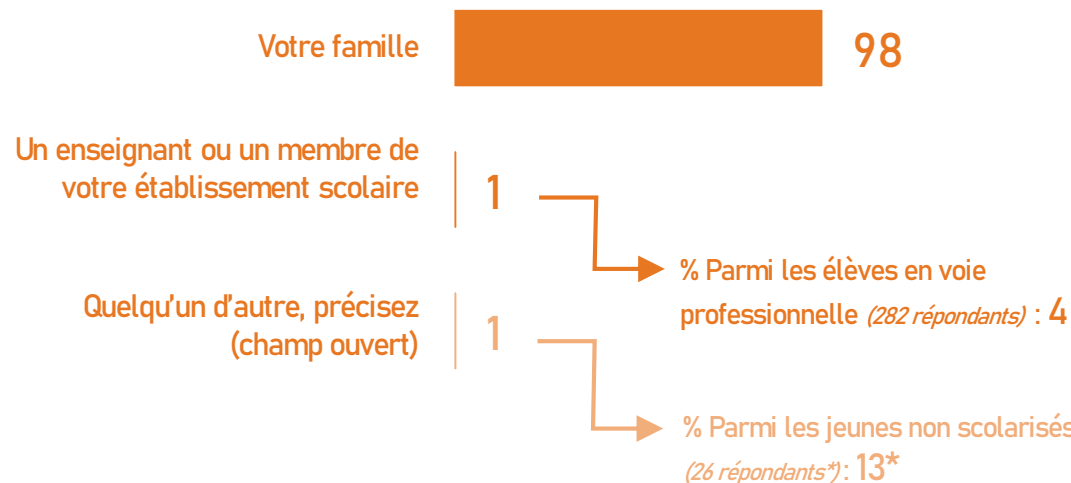 Votre famille
98
Un enseignant ou un membre de
votre établissement scolaire
1
% Parmi les élèves en voie
professionnelle (282 répondants) : 4
Quelqu'un d'autre, précisez
(champ ouvert)
1
% Parmi les jeunes non scolarisés
(26 répondants*) : 13*